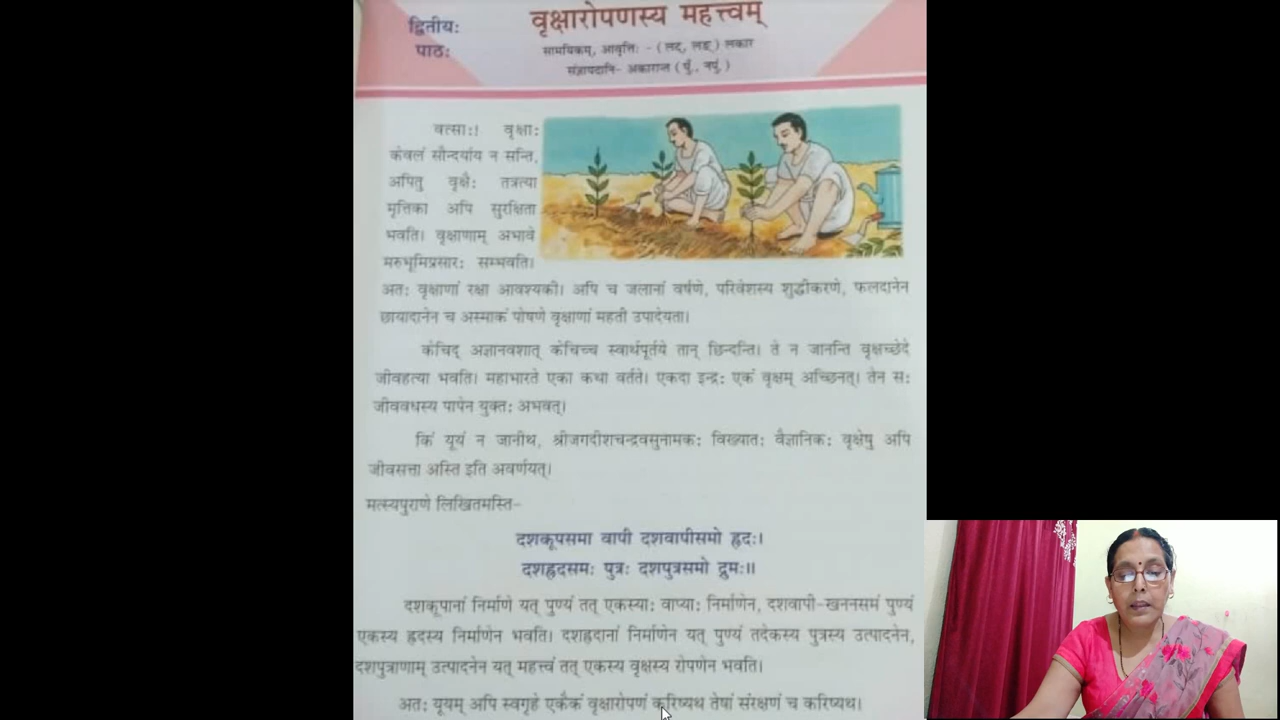 द्वितीयः
पाठः
वृक्षारोपणस्य महत्त्वम्
सामयिकम्, आवृत्तिः - (लट्, लङ्) लकार
संज्ञापदानि- अकारान्त (पुँ., नपुं.)
वत्साः! वृक्षाः
केवलं सौन्दर्याय न सन्ति,
अपितु वृक्षैः तत्रत्या
मृत्तिका अपि सुरक्षिता
भवति। वृक्षाणाम् अभावे
मरुभूमिप्रसारः सम्भवति।
अतः वृक्षाणां रक्षा आवश्यकी। अपि च जलानां वर्षणे, परिवेशस्य शुद्धीकरणे, फलदानेन
छायादानेन च अस्माकं पोषणे वृक्षाणां महती उपादेयता।
केचिद् अज्ञानवशात् केचिच्च स्वार्थपूर्तये तान् छिन्दन्ति। ते न जानन्ति वृक्षच्छेदे
जीवहत्या भवति। महाभारते एका कथा वर्तते। एकदा इन्द्रः एकं वृक्षम् अच्छिनत्। तेन सः
जीववधस्य पापेन युक्तः अभवत्।
किं यूयं न जानीथ, श्रीजगदीशचन्द्रवसुनामकः विख्यातः वैज्ञानिकः वृक्षेषु अपि
जीवसत्ता अस्ति इति अवर्णयत्।
मत्स्यपुराणे लिखितमस्ति-
दशकूपसमा वापी दशवापीसमो ह्रदः।
दशह्रदसमः पुत्रः दशपुत्रसमो द्रुमः॥
दशकूपानां निर्माणे यत् पुण्यं तत् एकस्याः वाप्याः निर्माणेन, दशवापी-खननसमं पुण्यं
एकस्य ह्रदस्य निर्माणेन भवति। दशह्रदानां निर्माणेन यत् पुण्यं तदेकस्य पुत्रस्य उत्पादनेन,
दशपुत्राणाम् उत्पादनेन यत् महत्त्वं तत् एकस्य वृक्षस्य रोपणेन भवति।
अतः यूयम् अपि स्वगृहे एकैकं वृक्षारोपणं करिष्यथ तेषां संरक्षणं च करिष्यथ।